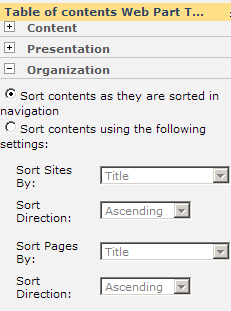 Table of contents Web Part T...
Content
Presentation
Organization
Sort contents as they are sorted in
navigation
Sort contents using the following
settings:
Sort Sites
By:
Title
Sort
Direction:
Ascending
Sort Pages
By:
Title
Sort
Direction:
Ascending